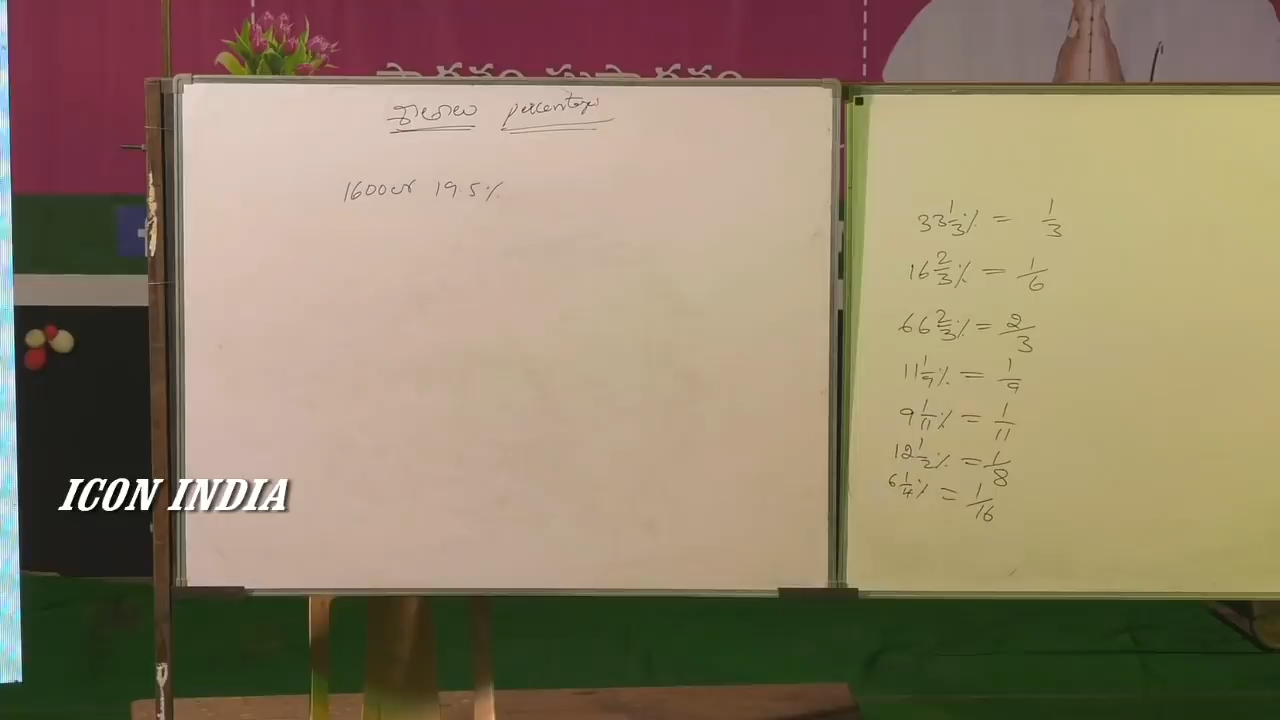 శాతాలు percentage
1600లో 19.5%
33 1/3% = 1/3
16 2/3% = 1/6
66 2/3% = 2/3
11 1/9% = 1/9
9 1/11% = 1/11
12 1/2% = 1/8
6 1/4% = 1/16
ICON INDIA